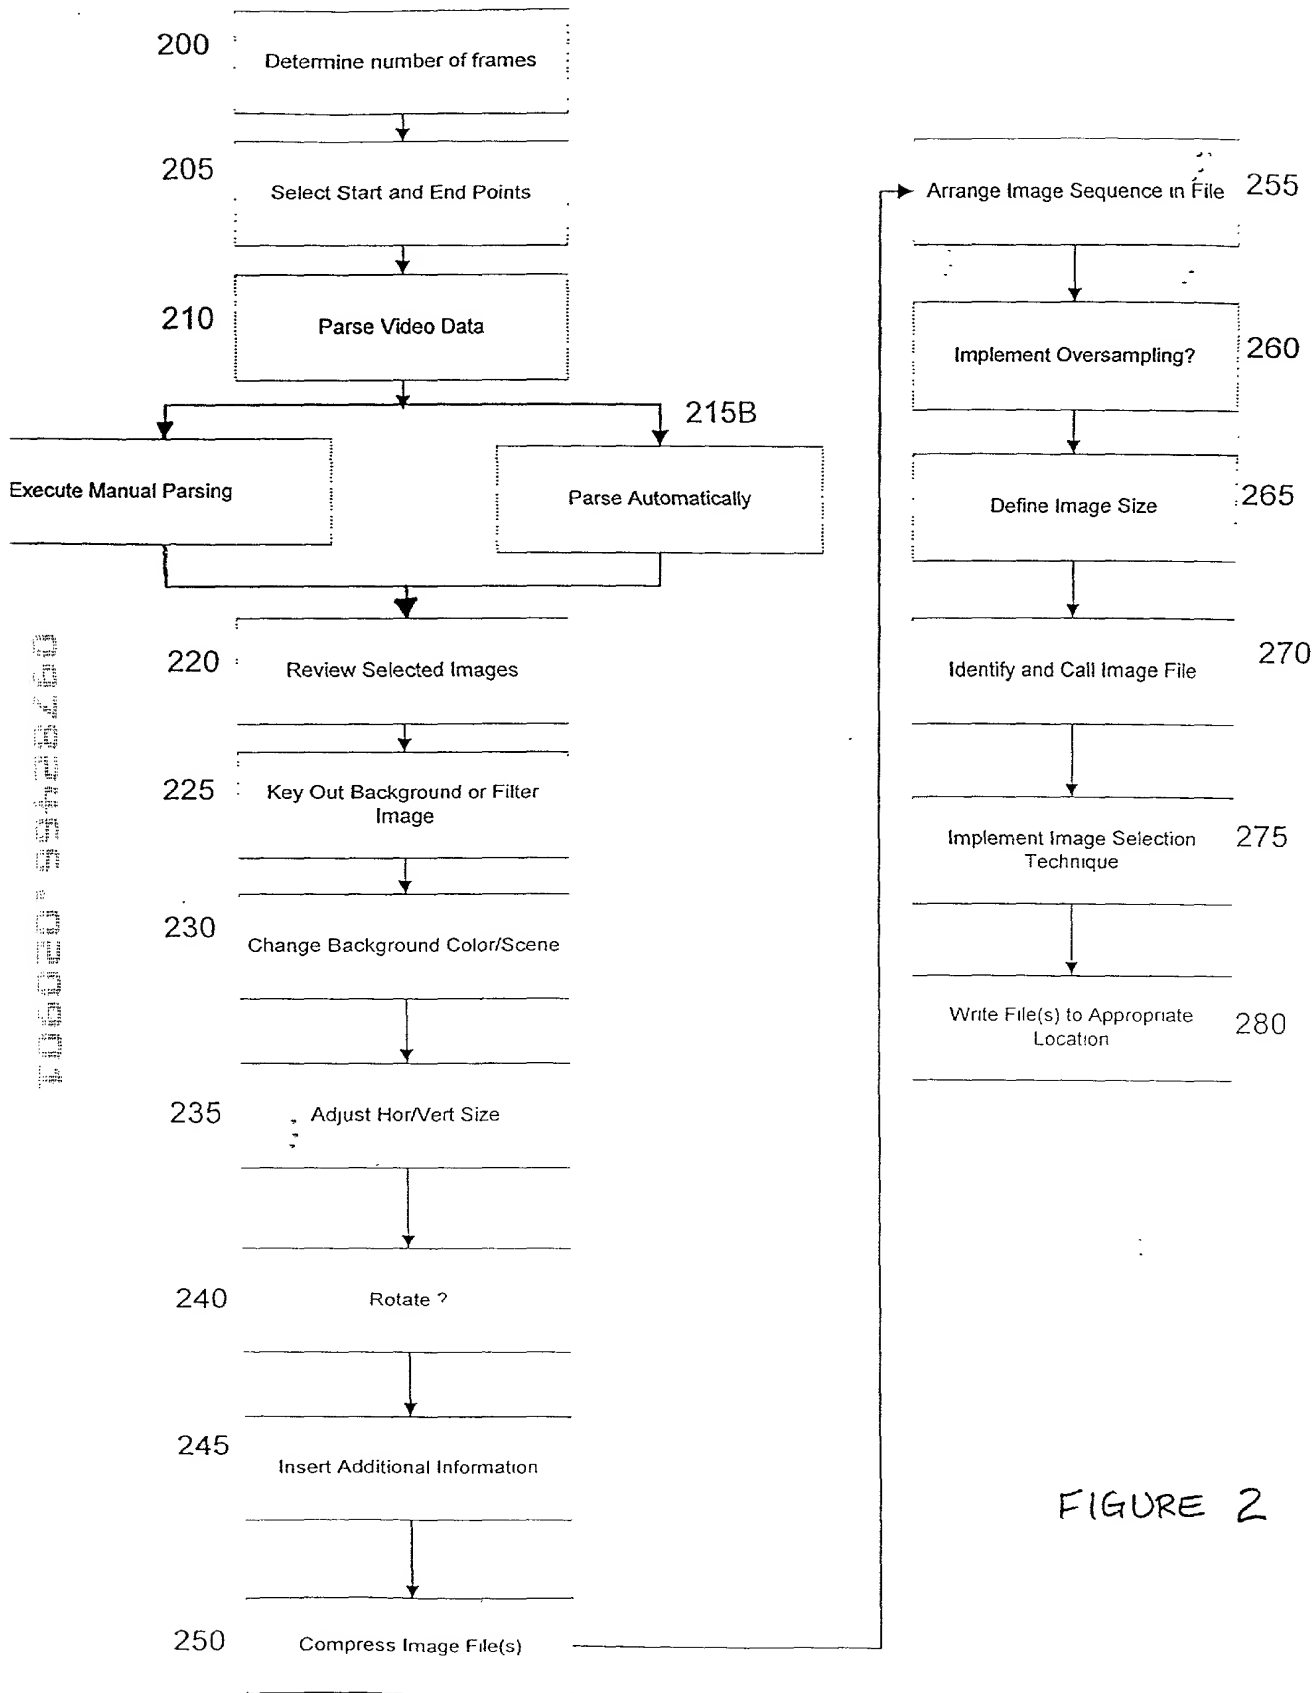 200
Determine number of frames
205
Select Start and End Points
210
Parse Video Data
215B
Execute Manual Parsing
Parse Automatically
220
Review Selected Images
225
Key Out Background or Filter
Image
230
Change Background Color/Scene
235
Adjust Hor/Vert Size
240
Rotate ?
245
Insert Additional Information
250
Compress Image File(s)
Arrange Image Sequence in File
255
Implement Oversampling?
260
Define Image Size
265
Identify and Call Image File
270
Implement Image Selection
Technique
275
Write File(s) to Appropriate
Location
280
FIGURE 2
09782466.020901